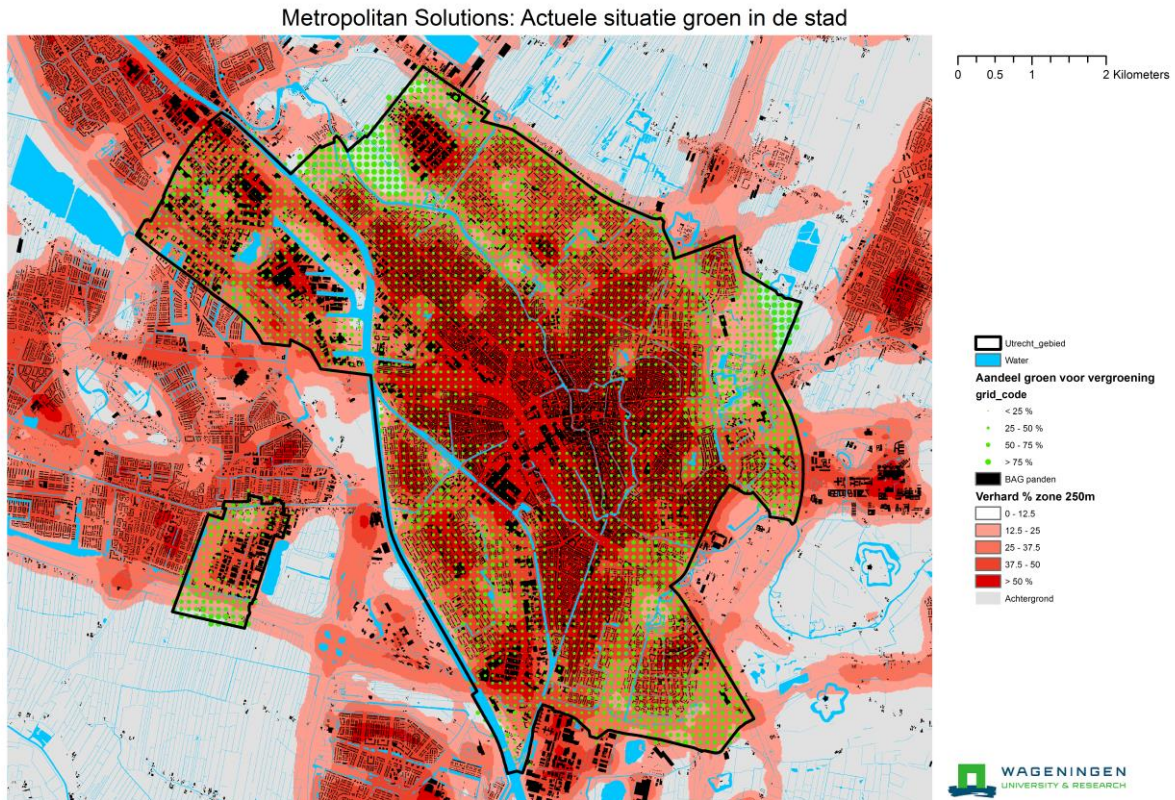 Metropolitan Solutions: Actuele situatie groen in de stad
0 0.5 1 2 Kilometers
Utrecht_gebied
Water
Aandeel groen voor vergroening
grid_code
< 25 %
25 - 50 %
50 - 75 %
> 75 %
BAG panden
Verhard % zone 250m
0 - 12.5
12.5 - 25
25 - 37.5
37.5 - 50
> 50 %
Achtergrond
WAGENINGEN
UNIVERSITY & RESEARCH